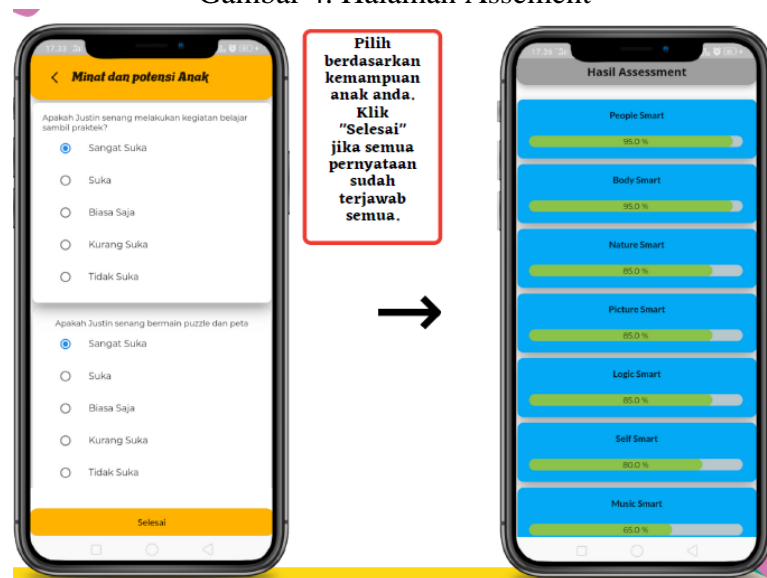 Gambar 4. Halaman Assement
17.33
Minat dan potensi Anak
Apakah Justin senang melakukan kegiatan belajar
sambil praktek?
Sangat Suka
Suka
Biasa Saja
Kurang Suka
Tidak Suka
Apakah Justin senang bermain puzzle dan peta
Sangat Suka
Suka
Biasa Saja
Kurang Suka
Tidak Suka
Selesai
Pilih
berdasarkan
kemampuan
anak anda.
Klik
"Selesai"
jika semua
pernyataan
sudah
terjawab
semua.
Hasil Assessment
People Smart
95.0 %
Body Smart
95.0 %
Nature Smart
85.0 %
Picture Smart
85.0 %
Logic Smart
85.0 %
Self Smart
80.0 %
Music Smart
65.0 %